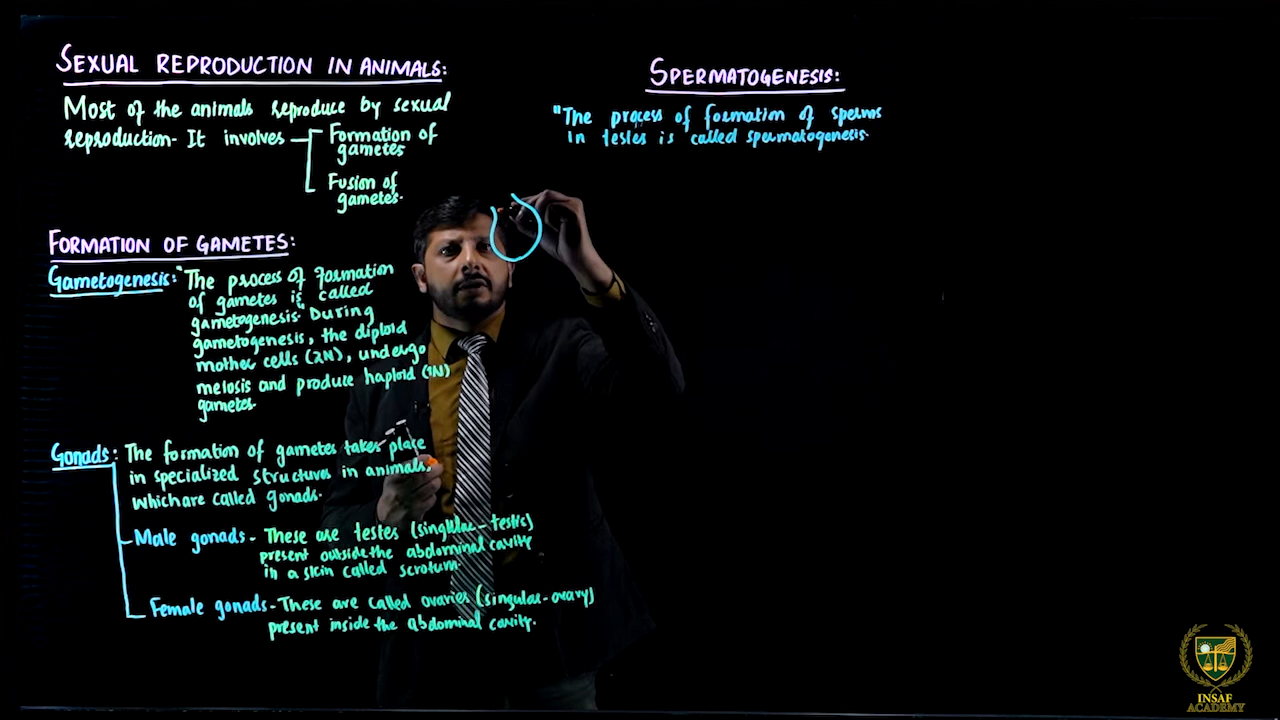 SEXUAL REPRODUCTION IN ANIMALS:
Most of the animals reproduce by sexual
reproduction. It involves
Formation of
gametes
Fusion of
gametes.
FORMATION OF GAMETES:
Gametogenesis: "The process of formation
of gametes is called
gametogenesis." During
gametogenesis, the diploid
mother cells (2N), undergo
meiosis and produce haploid (1N)
gametes.
Gonads: The formation of gametes takes place
in specialized structures in animals,
which are called gonads.
Male gonads - These are testes (singular - testis)
present outside the abdominal cavity
in a skin called scrotum.
Female gonads - These are called ovaries (singular - ovary)
present inside the abdominal cavity.
SPERMATOGENESIS:
"The process of formation of sperms
in testes is called spermatogenesis.
INSAF
ACADEMY